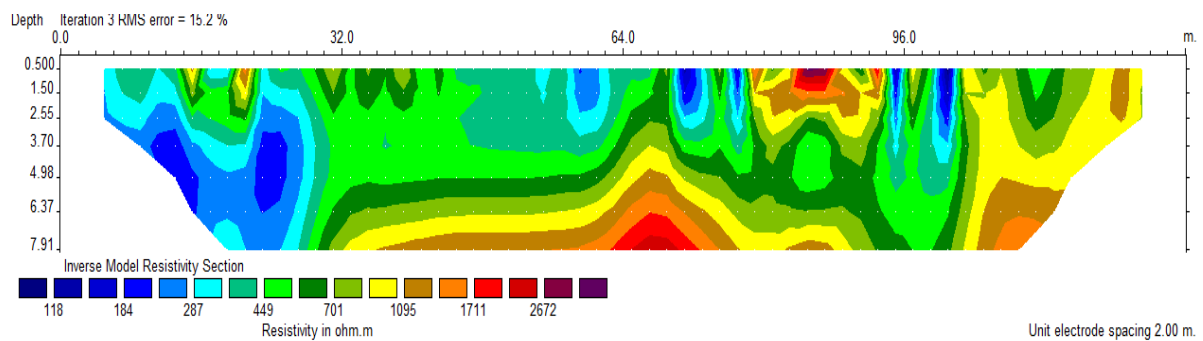 Depth Iteration 3 RMS error = 15.2 %
0.0 32.0 64.0 96.0 m.
0.500
1.50
2.55
3.70
4.98
6.37
7.91
Inverse Model Resistivity Section
118 184 287 449 701 1095 1711 2672
Resistivity in ohm.m
Unit electrode spacing 2.00 m.